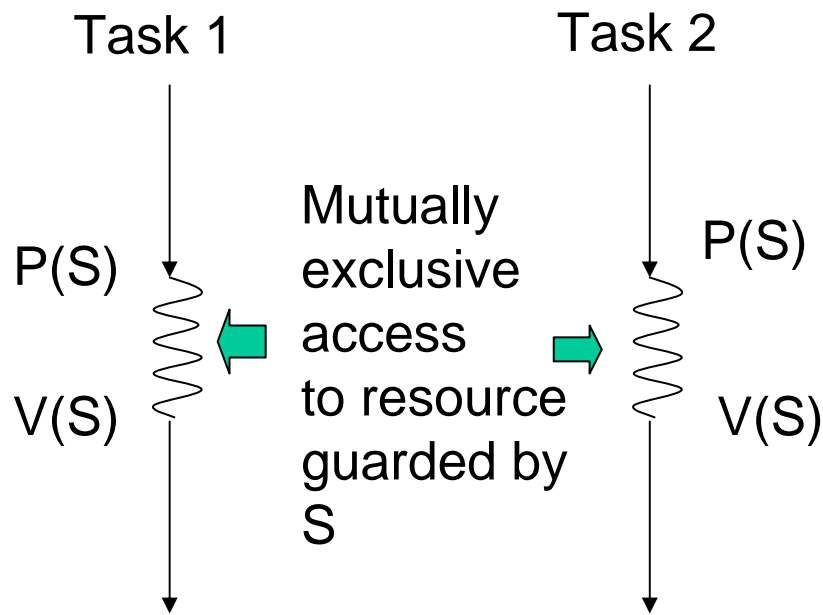 Task 1
Task 2
P(S)
V(S)
Mutually
exclusive
access
to resource
guarded by
S
P(S)
V(S)